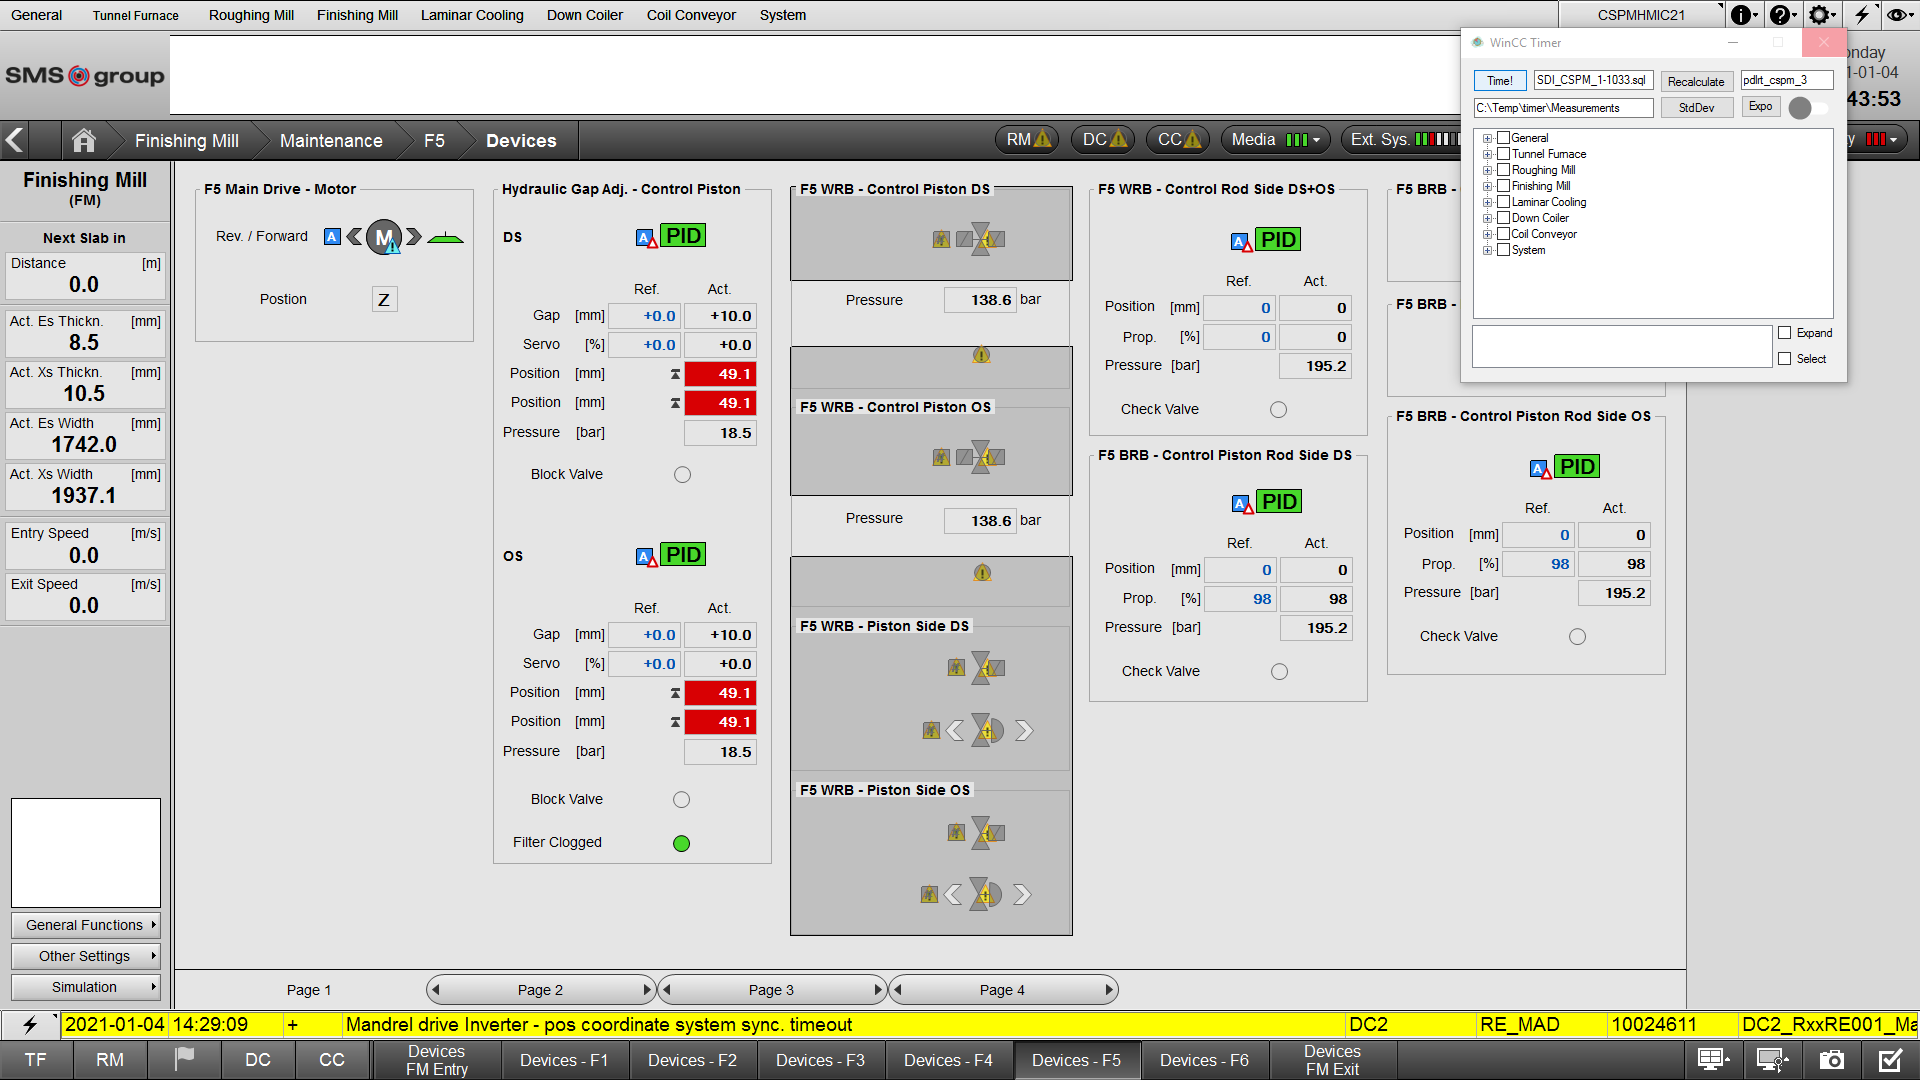 General Tunnel Furnace Roughing Mill Finishing Mill Laminar Cooling Down Coiler Coil Conveyor System CSPMHMIC21
SMS group
WinCC Timer
onday
1-01-04
43:53
Time! SDI_CSPM_1-1033.sql Recalculate pdlrt_cspm_3
C:\Temp\timer\Measurements StdDev Expo
General
Tunnel Furnace
Roughing Mill
Finishing Mill
Laminar Cooling
Down Coiler
Coil Conveyor
System
Expand
Select
Finishing Mill Maintenance F5 Devices RM DC CC Media Ext. Sys. y
Finishing Mill
(FM)
Next Slab in
Distance [m]
0.0
Act. Es Thickn. [mm]
8.5
Act. Xs Thickn. [mm]
10.5
Act. Es Width [mm]
1742.0
Act. Xs Width [mm]
1937.1
Entry Speed [m/s]
0.0
Exit Speed [m/s]
0.0
General Functions
Other Settings
Simulation
F5 Main Drive - Motor
Rev. / Forward A M
Postion Z
Hydraulic Gap Adj. - Control Piston
DS A PID
Ref. Act.
Gap [mm] +0.0 +10.0
Servo [%] +0.0 +0.0
Position [mm] 49.1
Position [mm] 49.1
Pressure [bar] 18.5
Block Valve
OS A PID
Ref. Act.
Gap [mm] +0.0 +10.0
Servo [%] +0.0 +0.0
Position [mm] 49.1
Position [mm] 49.1
Pressure [bar] 18.5
Block Valve
Filter Clogged
F5 WRB - Control Piston DS
Pressure 138.6 bar
F5 WRB - Control Piston OS
Pressure 138.6 bar
F5 WRB - Piston Side DS
F5 WRB - Piston Side OS
F5 WRB - Control Rod Side DS+OS
A PID
Ref. Act.
Position [mm] 0 0
Prop. [%] 0 0
Pressure [bar] 195.2
Check Valve
F5 BRB - Control Piston Rod Side DS
A PID
Ref. Act.
Position [mm] 0 0
Prop. [%] 98 98
Pressure [bar] 195.2
Check Valve
F5 BRB -
F5 BRB -
F5 BRB - Control Piston Rod Side OS
A PID
Ref. Act.
Position [mm] 0 0
Prop. [%] 98 98
Pressure [bar] 195.2
Check Valve
Page 1 Page 2 Page 3 Page 4
2021-01-04 14:29:09 + Mandrel drive Inverter - pos coordinate system sync. timeout DC2 RE_MAD 10024611 DC2_RxxRE001_Ma
TF RM DC CC Devices FM Entry Devices - F1 Devices - F2 Devices - F3 Devices - F4 Devices - F5 Devices - F6 Devices FM Exit